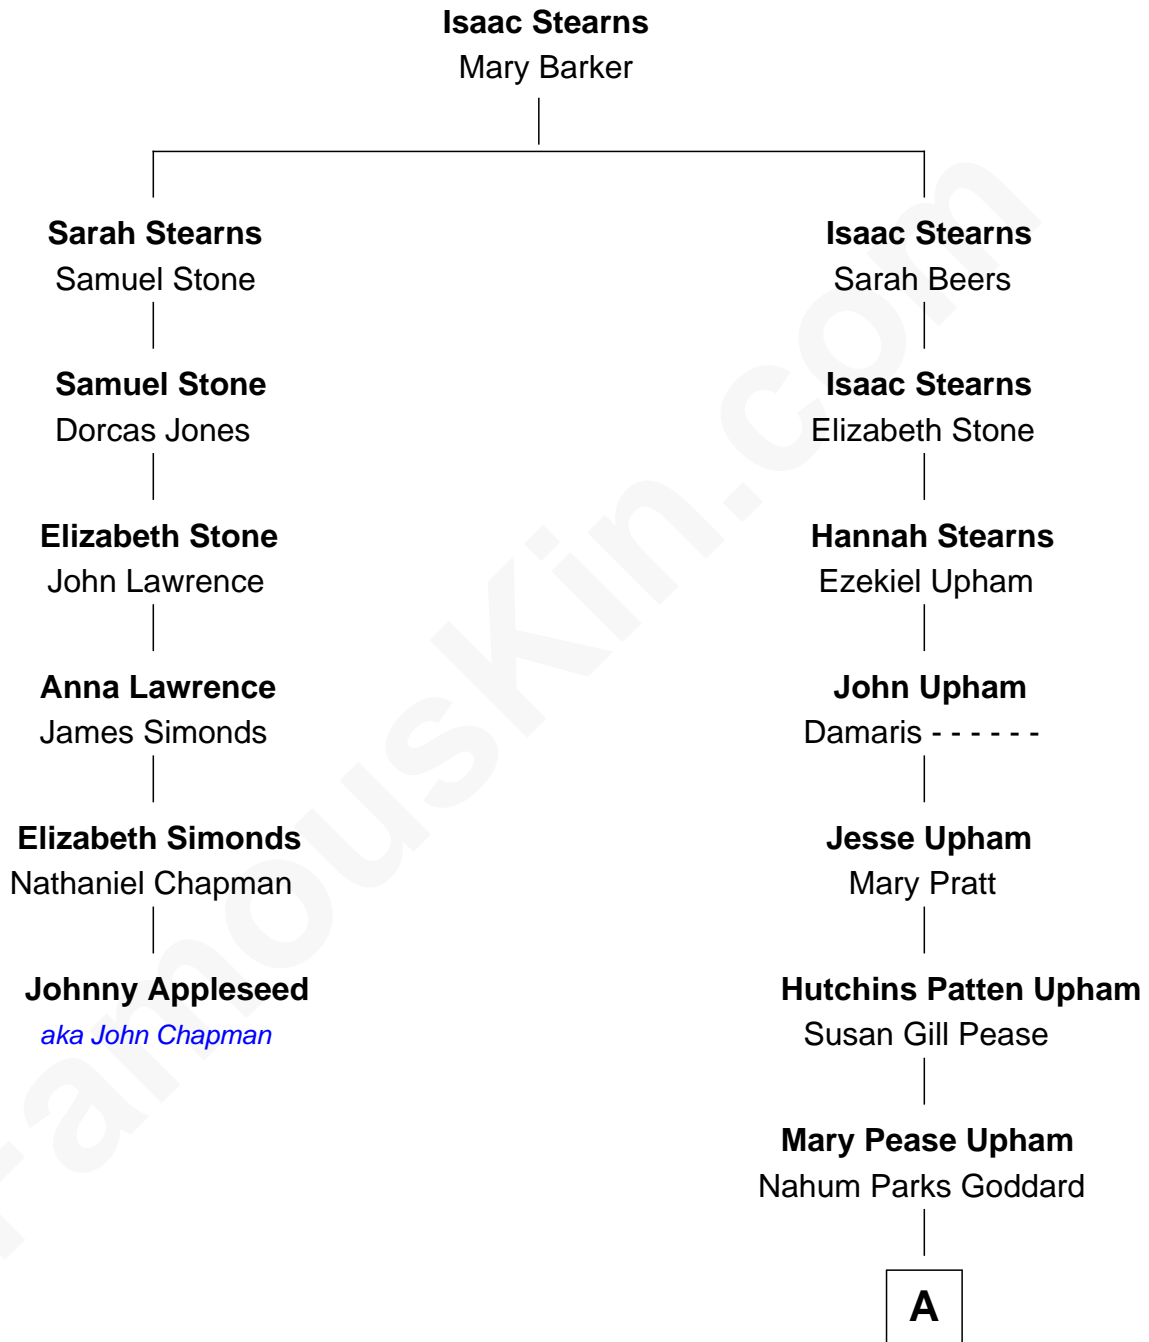 Isaac Stearns
Mary Barker
Sarah Stearns
Samuel Stone
Samuel Stone
Dorcas Jones
Elizabeth Stone
John Lawrence
Anna Lawrence
James Simonds
Elizabeth Simonds
Nathaniel Chapman
Johnny Appleseed
aka John Chapman
Isaac Stearns
Sarah Beers
Isaac Stearns
Elizabeth Stone
Hannah Stearns
Ezekiel Upham
John Upham
Damaris - - - - - -
Jesse Upham
Mary Pratt
Hutchins Patten Upham
Susan Gill Pease
Mary Pease Upham
Nahum Parks Goddard
A
FamousKin.com